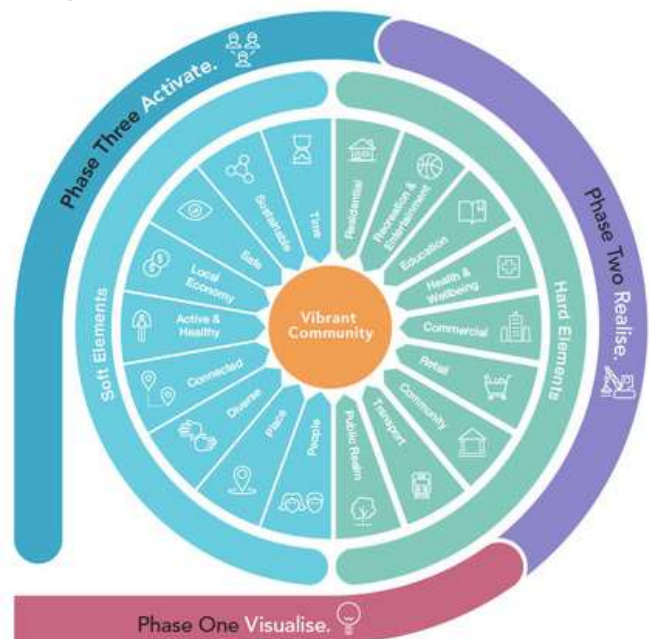 Phase Three Activate.
Phase Two Realise.
Phase One Visualise.
Soft Elements
Hard Elements
Vibrant
Community
Time
Sustainable
Safe
Local
Economy
Active &
Healthy
Connected
Diverse
Place
People
Residential
Recreation &
Entertainment
Education
Health &
Wellbeing
Commercial
Retail
Community
Transport
Public Realm